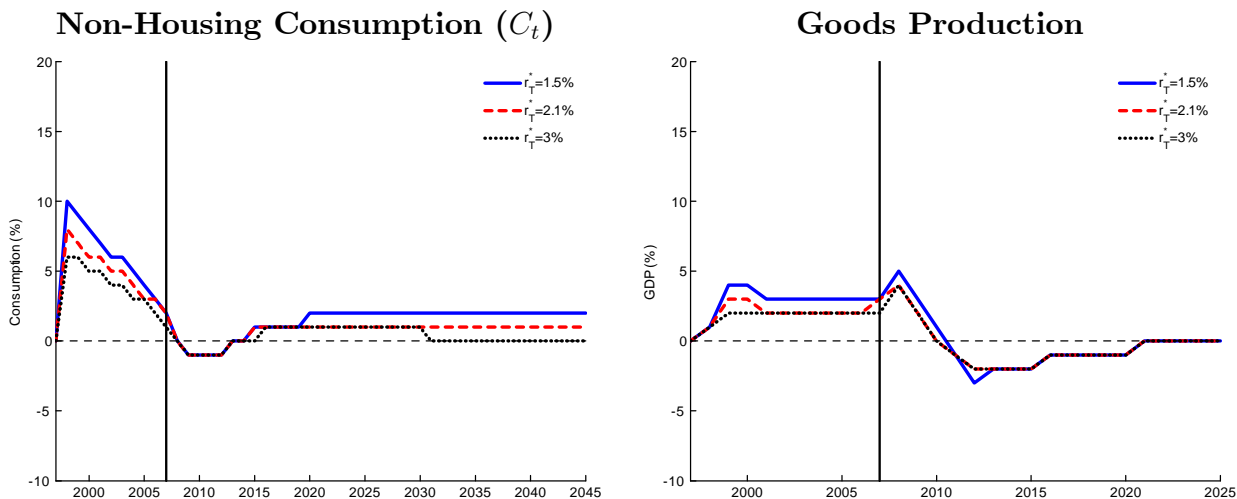 Non-Housing Consumption (Cₜ)
20
15
10
5
0
-5
-10
Consumption (%)
2000 2005 2010 2015 2020 2025 2030 2035 2040 2045
r*T=1.5%
r*T=2.1%
r*T=3%
Goods Production
20
15
10
5
0
-5
-10
GDP (%)
2000 2005 2010 2015 2020 2025
r*T=1.5%
r*T=2.1%
r*T=3%